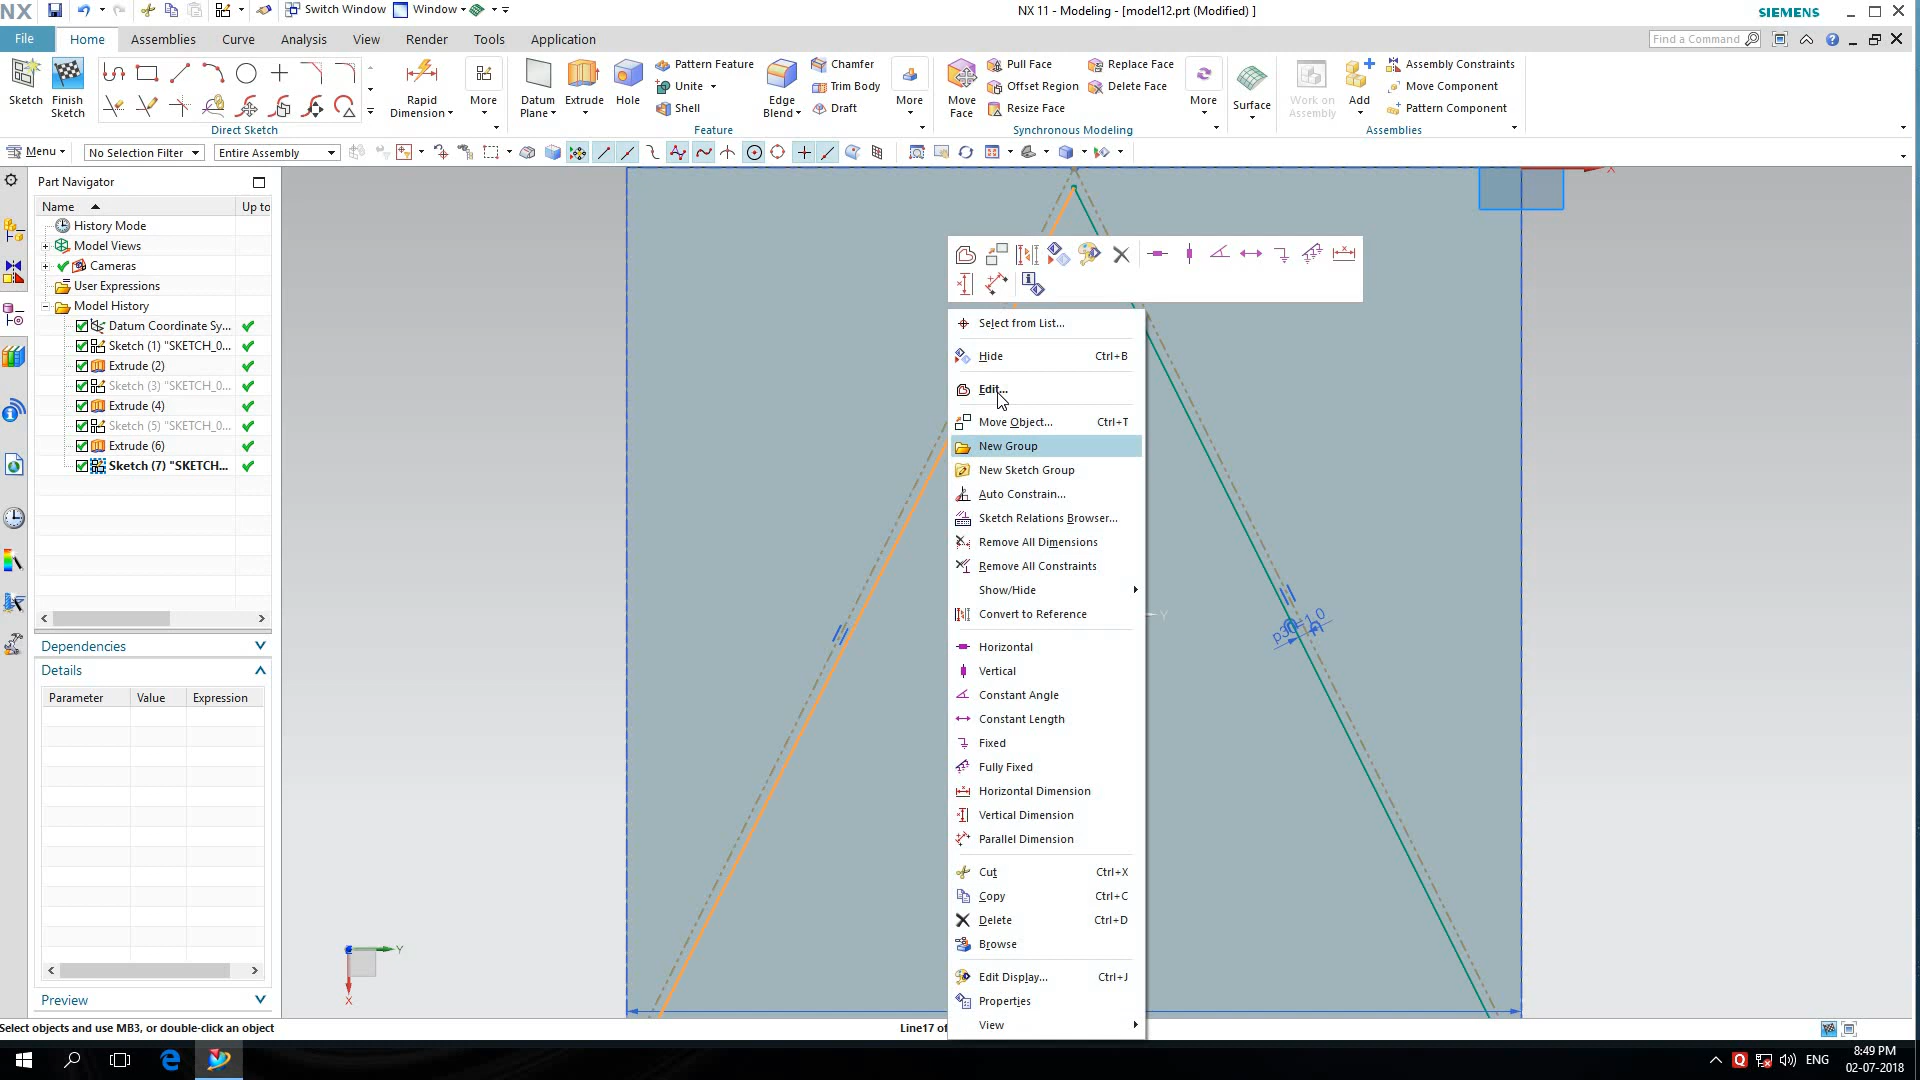 NX
Switch Window
Window
NX 11 - Modeling - [model12.prt (Modified) ]
SIEMENS
File
Home
Assemblies
Curve
Analysis
View
Render
Tools
Application
Find a Command
Sketch
Finish Sketch
Direct Sketch
Rapid Dimension
More
Datum Plane
Extrude
Hole
Pattern Feature
Unite
Shell
Edge Blend
Chamfer
Trim Body
Draft
More
Feature
Move Face
Pull Face
Offset Region
Resize Face
Replace Face
Delete Face
More
Synchronous Modeling
Surface
Work on Assembly
Add
Assembly Constraints
Move Component
Pattern Component
Assemblies
Menu
No Selection Filter
Entire Assembly
Part Navigator
Name
Up to
History Mode
Model Views
Cameras
User Expressions
Model History
Datum Coordinate Sy...
Sketch (1) "SKETCH_0...
Extrude (2)
Sketch (3) "SKETCH_0...
Extrude (4)
Sketch (5) "SKETCH_0...
Extrude (6)
Sketch (7) "SKETCH...
Dependencies
Details
Parameter
Value
Expression
Preview
X
Select from List...
Hide Ctrl+B
Edit...
Move Object... Ctrl+T
New Group
New Sketch Group
Auto Constrain...
Sketch Relations Browser...
Remove All Dimensions
Remove All Constraints
Show/Hide
Convert to Reference
Horizontal
Vertical
Constant Angle
Constant Length
Fixed
Fully Fixed
Horizontal Dimension
Vertical Dimension
Parallel Dimension
Cut Ctrl+X
Copy Ctrl+C
Delete Ctrl+D
Browse
Edit Display... Ctrl+J
Properties
View
Y
Y
X
Select objects and use MB3, or double-click an object
Line17 of
ENG
8:49 PM
02-07-2018